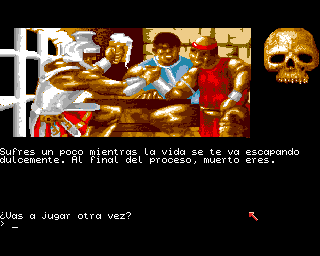 Sufres un poco mientras la vida se te va escapando
dulcemente. Al final del proceso, muerto eres.
¿Vas a jugar otra vez?
> _